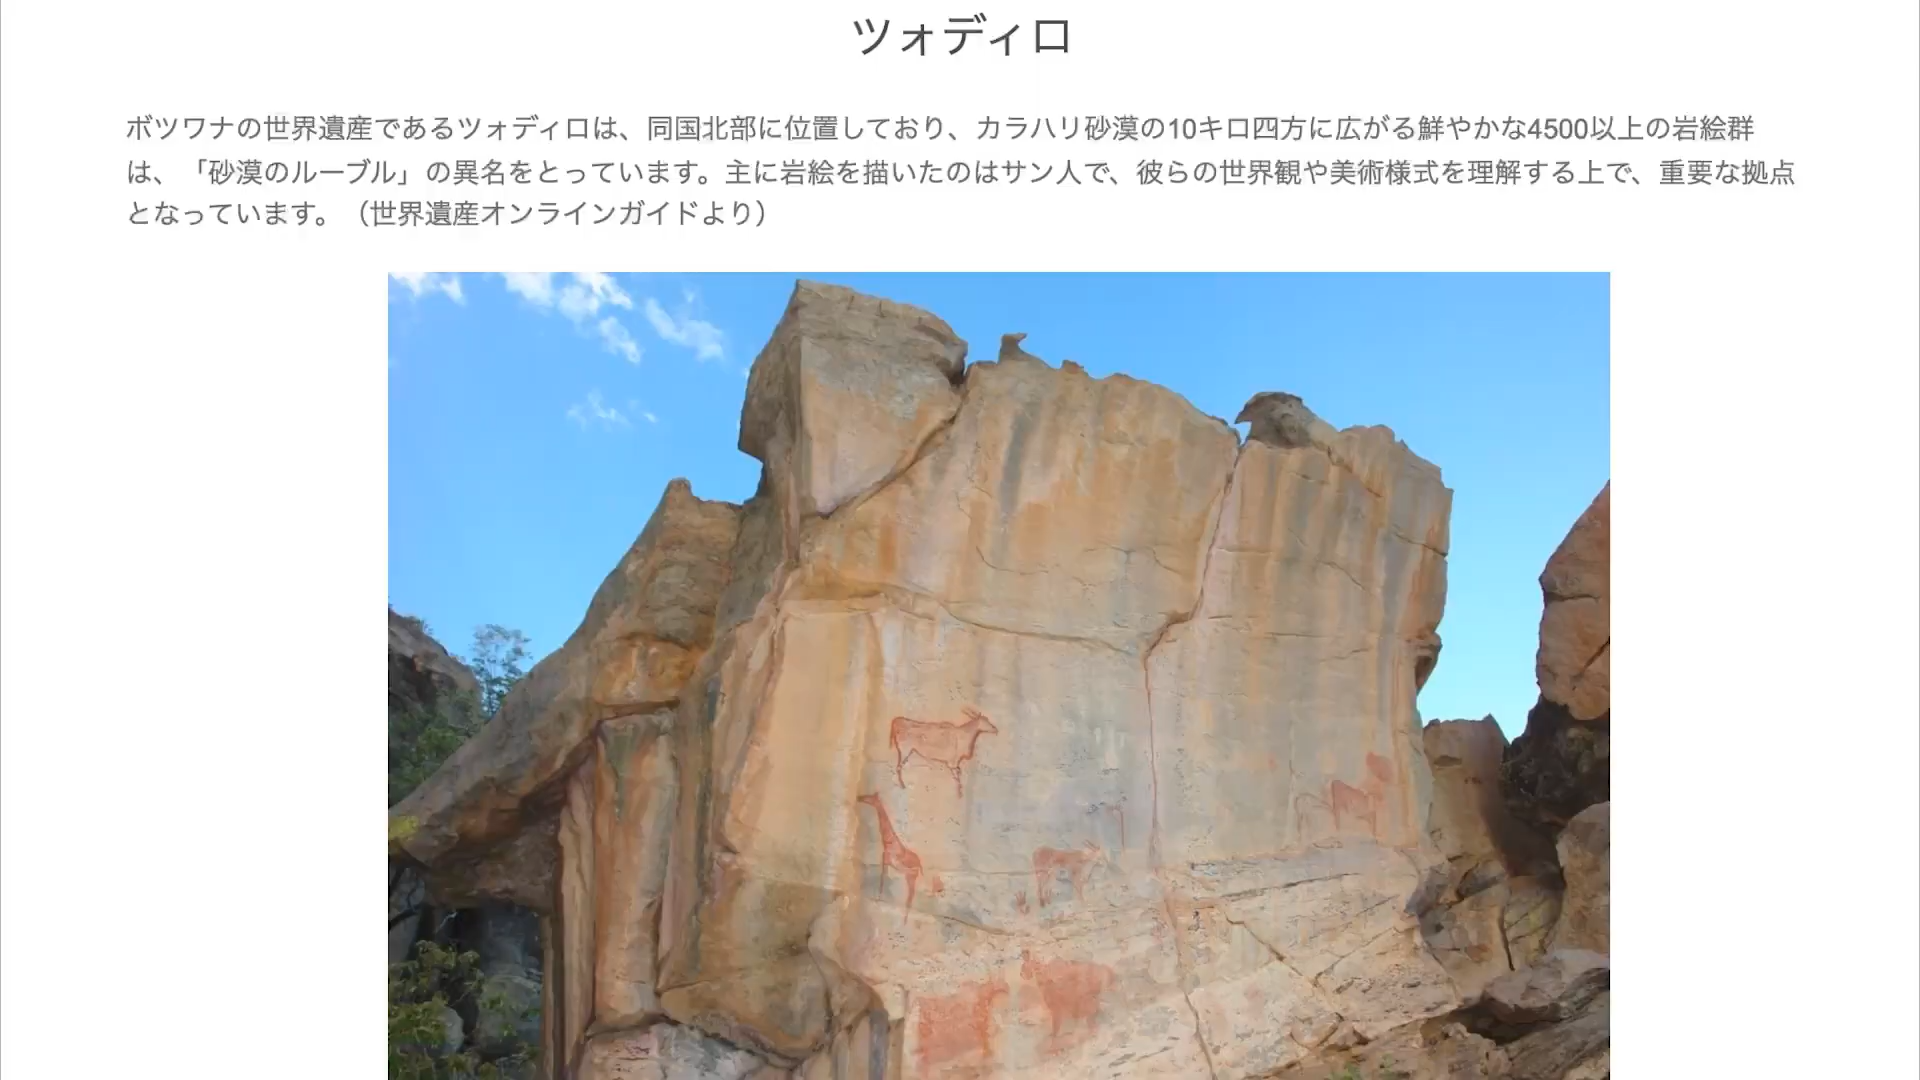 ツォディロ
ボツワナの世界遺産であるツォディロは、同国北部に位置しており、カラハリ砂漠の10キロ四方に広がる鮮やかな4500以上の岩絵群
は、「砂漠のルーブル」の異名をとっています。主に岩絵を描いたのはサン人で、彼らの世界観や美術様式を理解する上で、重要な拠点
となっています。（世界遺産オンラインガイドより）